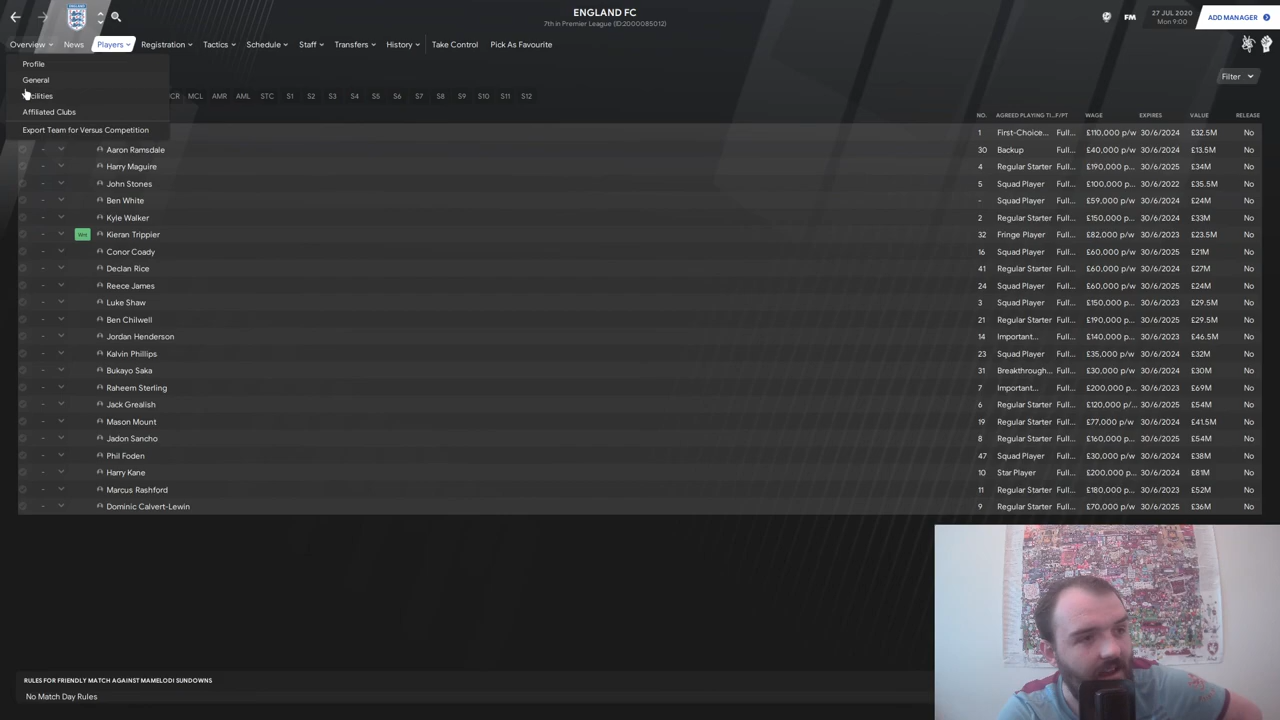 ENGLAND FC
7th in Premier League (ID:2000085012)
FM
27 JUL 2020
Mon 9:00
ADD MANAGER
Overview News Players Registration Tactics Schedule Staff Transfers History Take Control Pick As Favourite
Profile
General
Filter
Affiliated Clubs
CR MCL AMR AML STC S1 S2 S3 S4 S5 S6 S7 S8 S9 S10 S11 S12
Export Team for Versus Competition
NO. AGREED PLAYING TI... F/PT WAGE EXPIRES VALUE RELEASE
1 First-Choice... Full... £110,000 p/w 30/6/2024 £32.5M No
Aaron Ramsdale 30 Backup Full... £40,000 p/w 30/6/2024 £13.5M No
Harry Maguire 4 Regular Starter Full... £190,000 p... 30/6/2025 £34M No
John Stones 5 Squad Player Full... £100,000 p... 30/6/2022 £35.5M No
Ben White - Squad Player Full... £59,000 p/w 30/6/2024 £24M No
Kyle Walker 2 Regular Starter Full... £150,000 p... 30/6/2024 £33M No
Wnt Kieran Trippier 32 Fringe Player Full... £82,000 p/w 30/6/2023 £23.5M No
Conor Coady 16 Squad Player Full... £60,000 p/w 30/6/2025 £21M No
Declan Rice 41 Regular Starter Full... £60,000 p/w 30/6/2024 £27M No
Reece James 24 Squad Player Full... £60,000 p/w 30/6/2025 £24M No
Luke Shaw 3 Squad Player Full... £150,000 p... 30/6/2023 £29.5M No
Ben Chilwell 21 Regular Starter Full... £190,000 p... 30/6/2025 £29.5M No
Jordan Henderson 14 Important... Full... £140,000 p... 30/6/2023 £46.5M No
Kalvin Phillips 23 Squad Player Full... £35,000 p/w 30/6/2024 £32M No
Bukayo Saka 31 Breakthrough... Full... £30,000 p/w 30/6/2024 £30M No
Raheem Sterling 7 Important... Full... £200,000 p... 30/6/2023 £69M No
Jack Grealish 6 Regular Starter Full... £120,000 p/... 30/6/2025 £54M No
Mason Mount 19 Regular Starter Full... £77,000 p/w 30/6/2024 £41.5M No
Jadon Sancho 8 Regular Starter Full... £160,000 p... 30/6/2025 £54M No
Phil Foden 47 Squad Player Full... £30,000 p/w 30/6/2024 £38M No
Harry Kane 10 Star Player Full... £200,000 p... 30/6/2024 £81M No
Marcus Rashford 11 Regular Starter Full... £180,000 p... 30/6/2023 £52M No
Dominic Calvert-Lewin 9 Regular Starter Full... £70,000 p/w 30/6/2025 £36M No
RULES FOR FRIENDLY MATCH AGAINST MAMELODI SUNDOWNS
No Match Day Rules